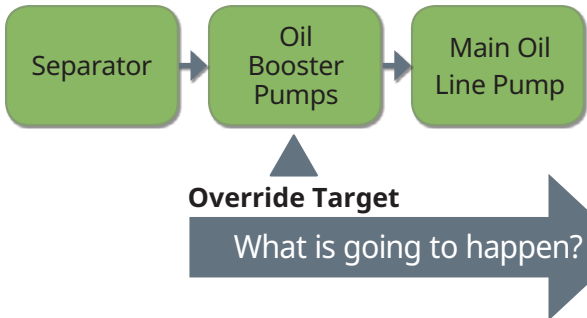 Separator
Oil
Booster
Pumps
Main Oil
Line Pump
Override Target
What is going to happen?